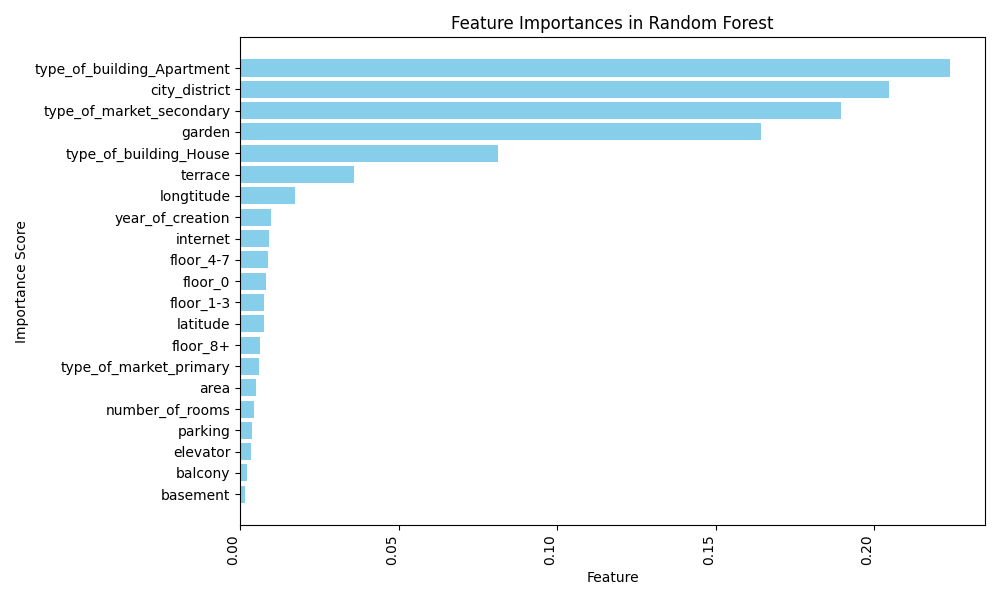 Feature Importances in Random Forest
type_of_building_Apartment
city_district
type_of_market_secondary
garden
type_of_building_House
terrace
longtitude
year_of_creation
internet
floor_4-7
floor_0
floor_1-3
latitude
floor_8+
type_of_market_primary
area
number_of_rooms
parking
elevator
balcony
basement
Importance Score
0.00
0.05
0.10
0.15
0.20
Feature